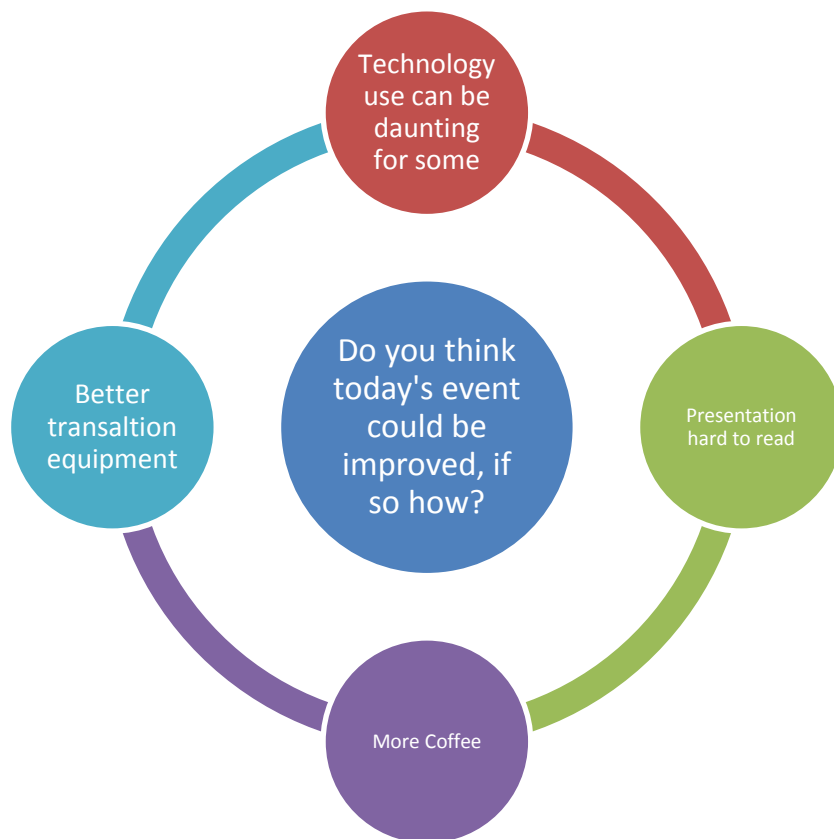 Technology
use can be
daunting
for some
Do you think
today's event
could be
improved, if
so how?
Better
transaltion
equipment
Presentation
hard to read
More Coffee